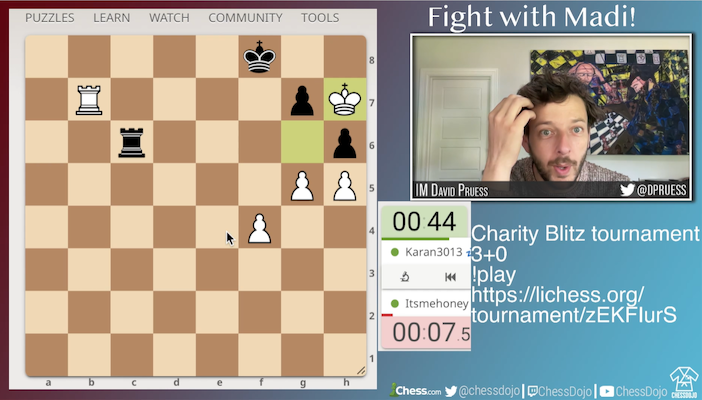 PUZZLES LEARN WATCH COMMUNITY TOOLS
Fight with Madi!
8
7
6
5
4
3
2
1
a b c d e f g h
IM DAVID PRUESS @DPRUESS
00:44
Karan3013
Itsmehoney
00:07.5
Charity Blitz tournament
3+0
!play
https://lichess.org/
tournament/zEKFIurS
Chess.com @chessdojo ChessDojo ChessDojo
CHESSDOJO